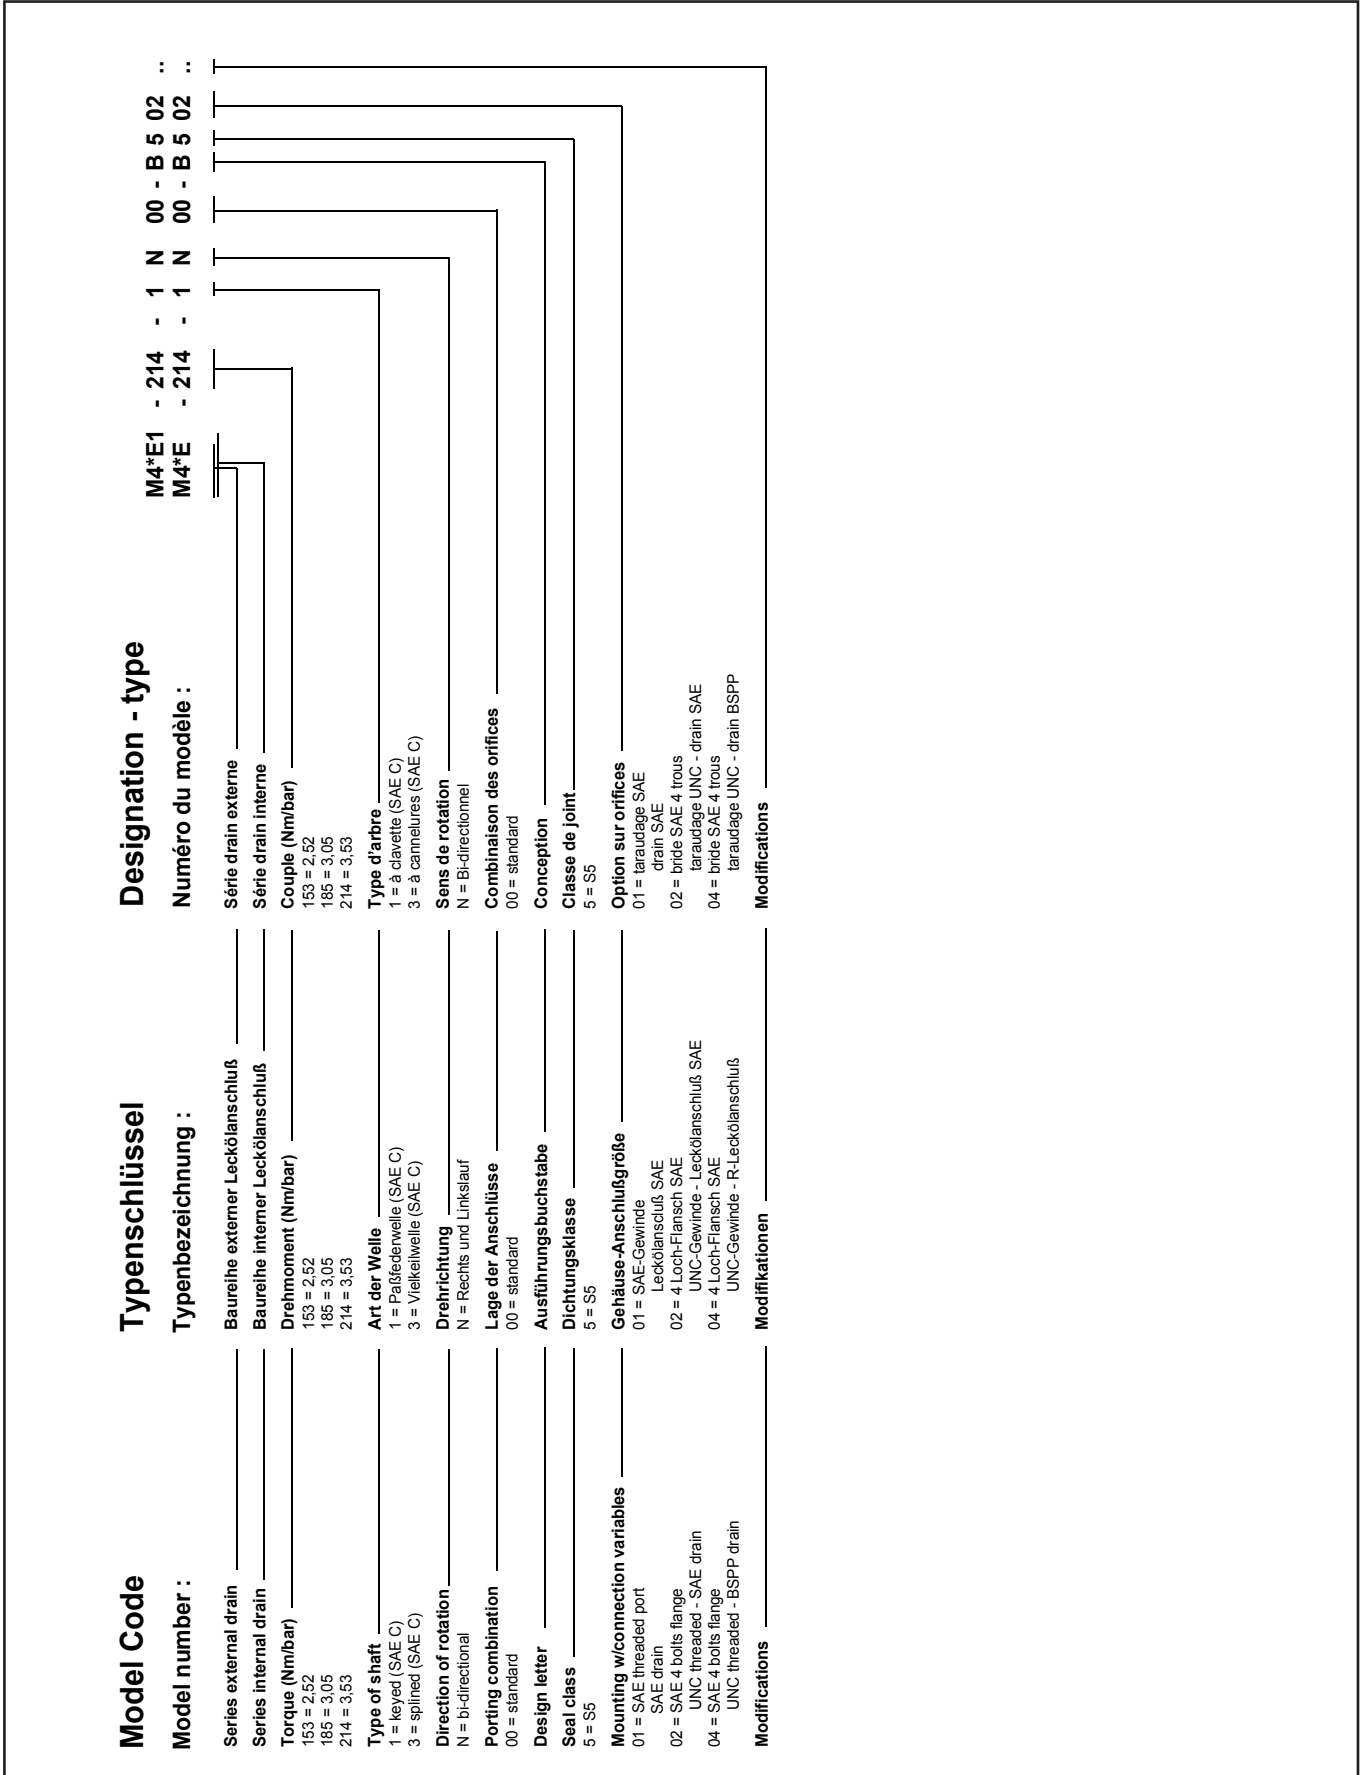 Model Code
Model number :
Series external drain
Series internal drain
Torque (Nm/bar)
153 = 2,52
185 = 3,05
214 = 3,53
Type of shaft
1 = keyed (SAE C)
3 = splined (SAE C)
Direction of rotation
N = bi-directional
Porting combination
00 = standard
Design letter
Seal class
5 = S5
Mounting w/connection variables
01 = SAE threaded port
SAE drain
02 = SAE 4 bolts flange
UNC threaded - SAE drain
04 = SAE 4 bolts flange
UNC threaded - BSPP drain
Modifications
Typenschlüssel
Typenbezeichnung :
Baureihe externer Leckölanschluß
Baureihe interner Leckölanschluß
Drehmoment (Nm/bar)
153 = 2,52
185 = 3,05
214 = 3,53
Art der Welle
1 = Paßfederwelle (SAE C)
3 = Vielkeilwelle (SAE C)
Drehrichtung
N = Rechts und Linkslauf
Lage der Anschlüsse
00 = standard
Ausführungsbuchstabe
Dichtungsklasse
5 = S5
Gehäuse-Anschlußgröße
01 = SAE-Gewinde
Leckölanscluß SAE
02 = 4 Loch-Flansch SAE
UNC-Gewinde - Leckölanschluß SAE
04 = 4 Loch-Flansch SAE
UNC-Gewinde - R-Leckölanschluß
Modifikationen
Designation - type
Numéro du modèle :
Série drain externe
Série drain interne
Couple (Nm/bar)
153 = 2,52
185 = 3,05
214 = 3,53
Type d'arbre
1 = à clavette (SAE C)
3 = à cannelures (SAE C)
Sens de rotation
N = Bi-directionnel
Combinaison des orifices
00 = standard
Conception
Classe de joint
5 = S5
Option sur orifices
01 = taraudage SAE
drain SAE
02 = bride SAE 4 trous
taraudage UNC - drain SAE
04 = bride SAE 4 trous
taraudage UNC - drain BSPP
Modifications
M4*E1 - 214 - 1 N 00 - B 5 02 ..
M4*E - 214 - 1 N 00 - B 5 02 ..